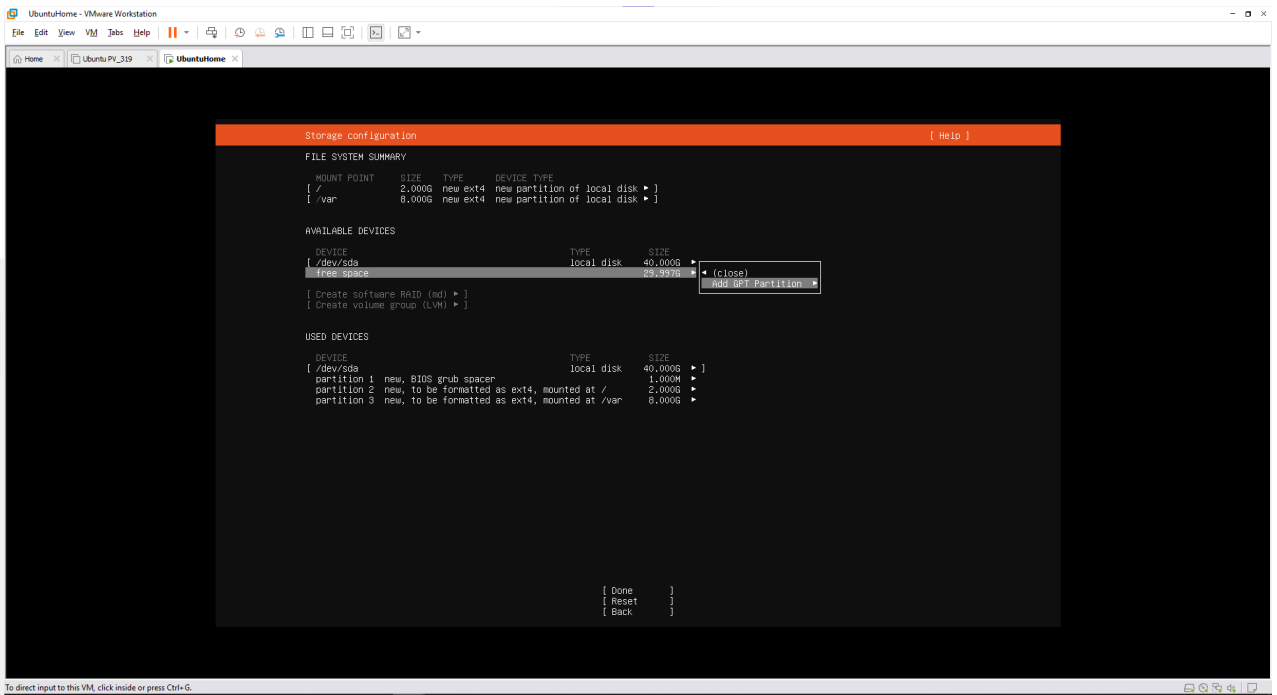 UbuntuHome - VMware Workstation
File Edit View VM Tabs Help
Home Ubuntu PV_319 UbuntuHome
Storage configuration [ Help ]
FILE SYSTEM SUMMARY
MOUNT POINT SIZE TYPE DEVICE TYPE
[ / 2.000G new ext4 new partition of local disk ▸ ]
[ /var 8.000G new ext4 new partition of local disk ▸ ]
AVAILABLE DEVICES
DEVICE TYPE SIZE
[ /dev/sda local disk 40.000G ▸
free space 29.997G ▸ ◂ (close)
Add GPT Partition ▸
[ Create software RAID (md) ▸ ]
[ Create volume group (LVM) ▸ ]
USED DEVICES
DEVICE TYPE SIZE
[ /dev/sda local disk 40.000G ▸ ]
partition 1 new, BIOS grub spacer 1.000M ▸
partition 2 new, to be formatted as ext4, mounted at / 2.000G ▸
partition 3 new, to be formatted as ext4, mounted at /var 8.000G ▸
[ Done ]
[ Reset ]
[ Back ]
To direct input to this VM, click inside or press Ctrl+G.